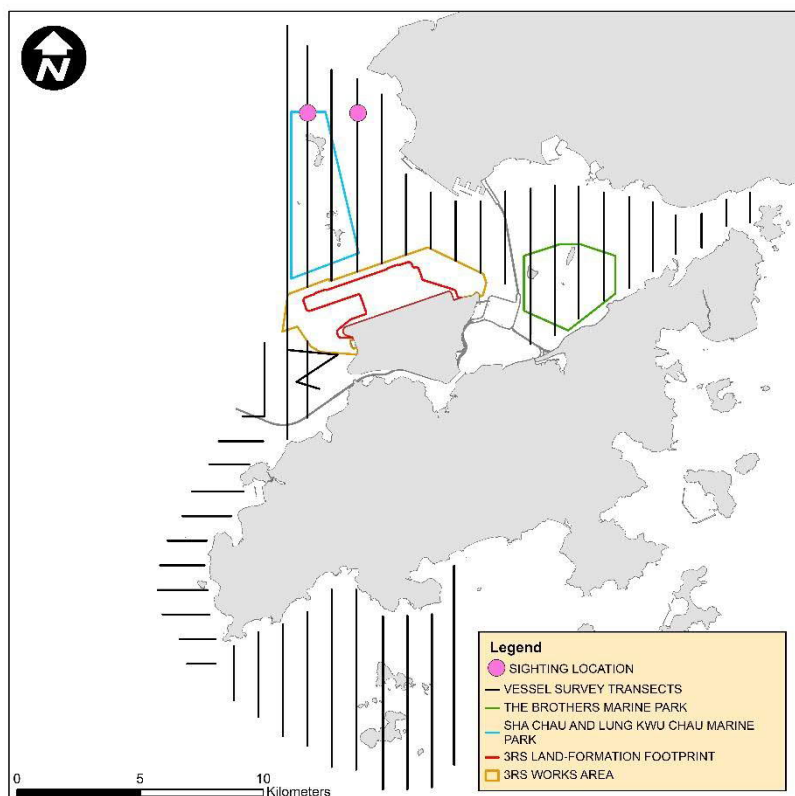 N
Legend
SIGHTING LOCATION
VESSEL SURVEY TRANSECTS
THE BROTHERS MARINE PARK
SHA CHAU AND LUNG KWU CHAU MARINE
PARK
3RS LAND-FORMATION FOOTPRINT
3RS WORKS AREA
0 5 10
Kilometers